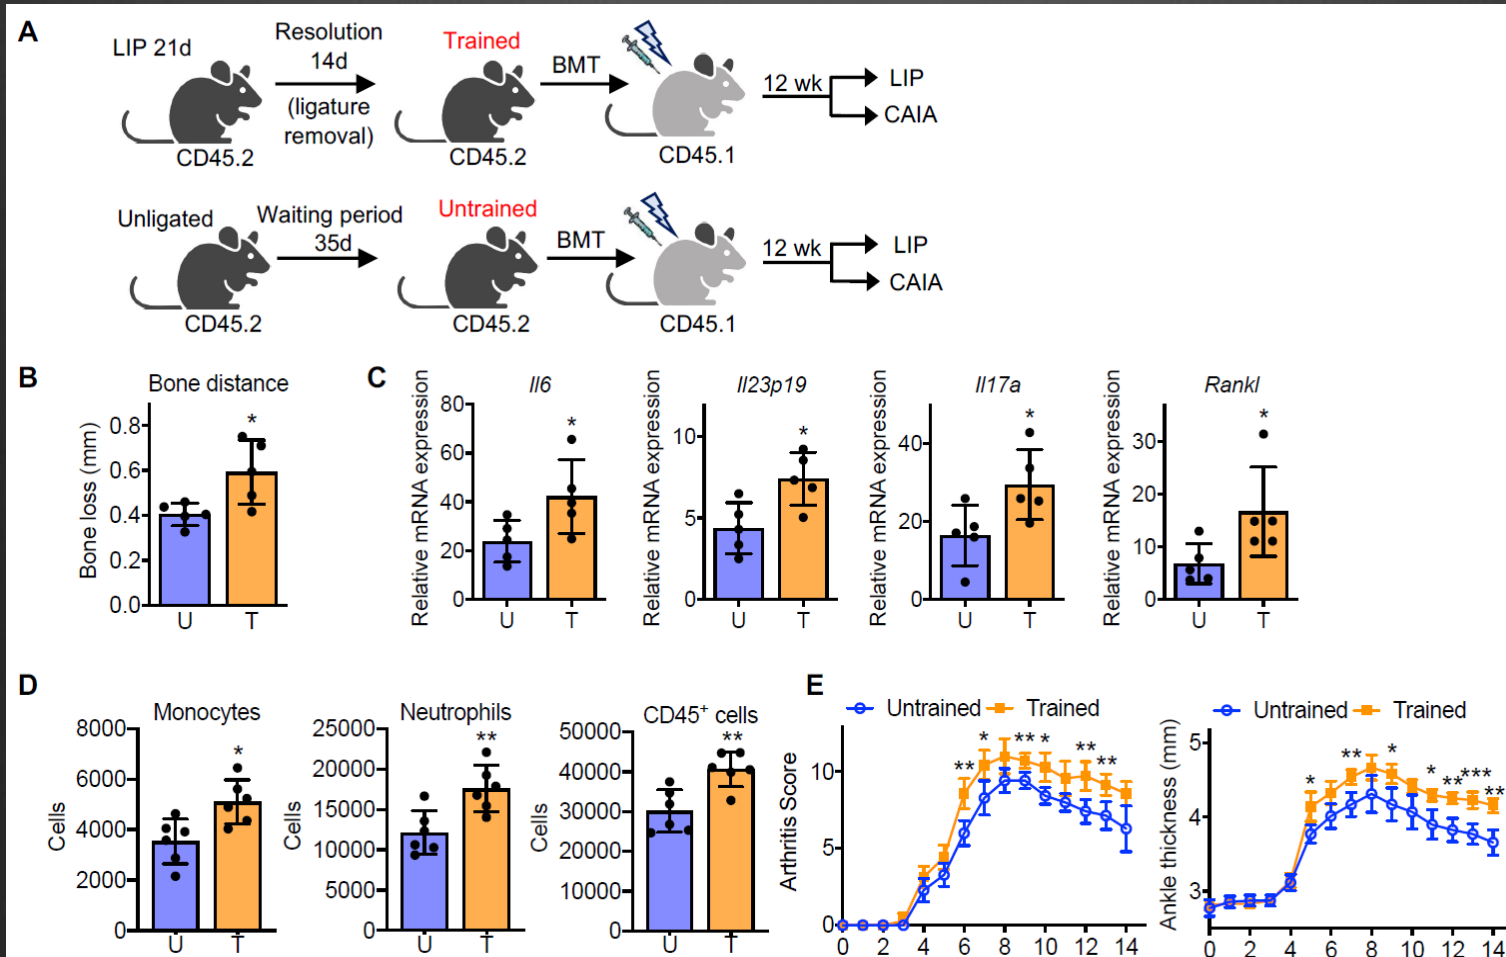 A
LIP 21d
Resolution
14d
(ligature
removal)
Trained
BMT
12 wk
LIP
CAIA
CD45.2
CD45.2
CD45.1
Unligated
Waiting period
35d
Untrained
BMT
12 wk
LIP
CAIA
CD45.2
CD45.2
CD45.1
B
Bone distance
Bone loss (mm)
0.8
0.6
0.4
0.2
0.0
*
U T
C
Il6
Relative mRNA expression
80
60
40
20
0
*
U T
Il23p19
Relative mRNA expression
10
5
0
*
U T
Il17a
Relative mRNA expression
40
20
0
*
U T
Rankl
Relative mRNA expression
30
20
10
0
*
U T
D
Monocytes
Cells
8000
6000
4000
2000
0
*
U T
Neutrophils
Cells
25000
20000
15000
10000
5000
0
**
U T
CD45+ cells
Cells
50000
40000
30000
20000
10000
0
**
U T
E
Untrained Trained
Arthritis Score
10
5
0
** * ** * ** **
0 2 4 6 8 10 12 14
Untrained Trained
Ankle thickness (mm)
5
4
3
* ** * * ** *** **
0 2 4 6 8 10 12 14